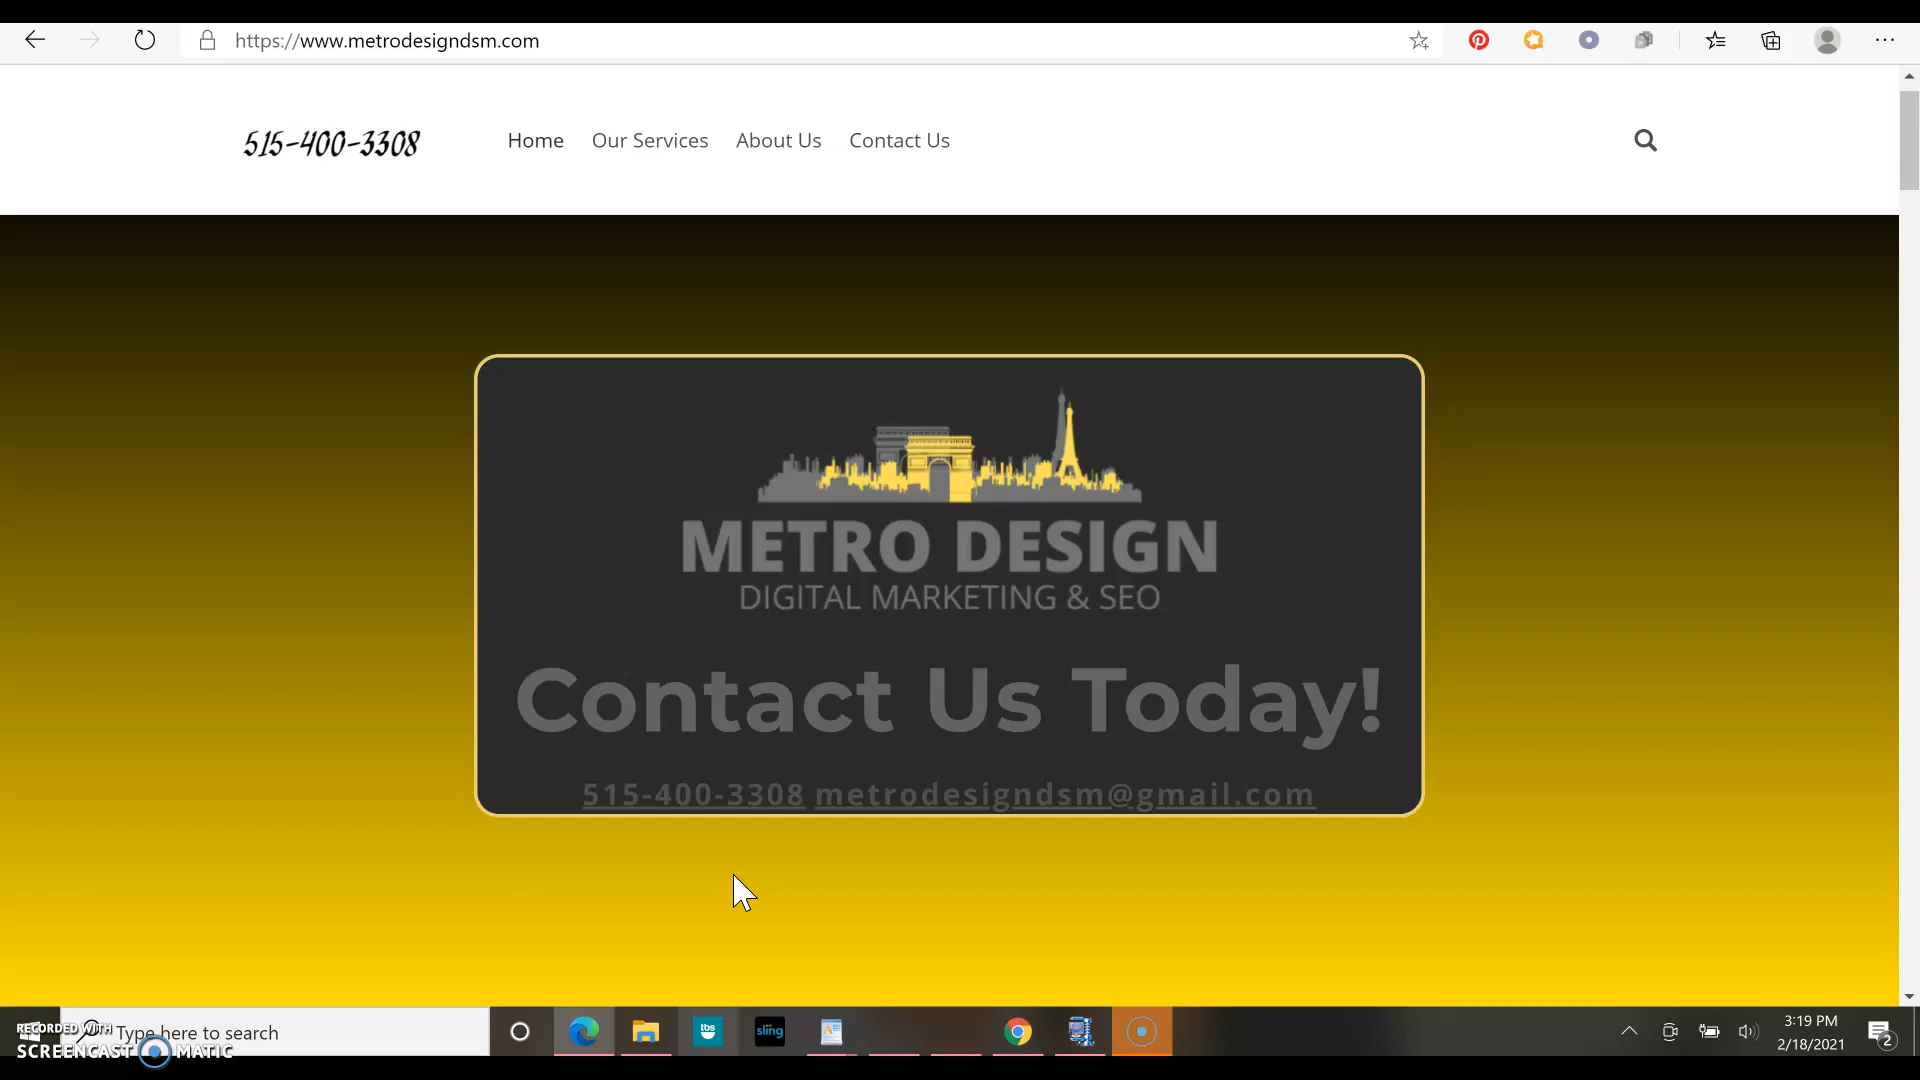 https://www.metrodesigndsm.com
515-400-3308 Home Our Services About Us Contact Us
METRO DESIGN
DIGITAL MARKETING & SEO
Contact Us Today!
515-400-3308 metrodesigndsm@gmail.com
Type here to search
RECORDED WITH
SCREENCAST MATIC
tbs
sling
3:19 PM
2/18/2021
2